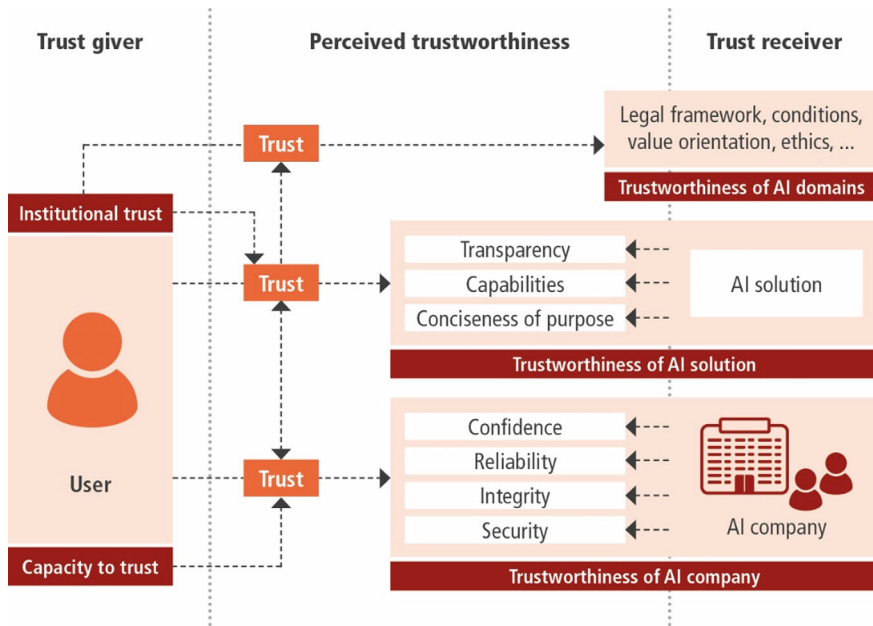 Trust giver
Perceived trustworthiness
Trust receiver
Trust
Legal framework, conditions,
value orientation, ethics, ...
Trustworthiness of AI domains
Institutional trust
Trust
Transparency
Capabilities
Conciseness of purpose
AI solution
Trustworthiness of AI solution
User
Trust
Confidence
Reliability
Integrity
Security
AI company
Capacity to trust
Trustworthiness of AI company